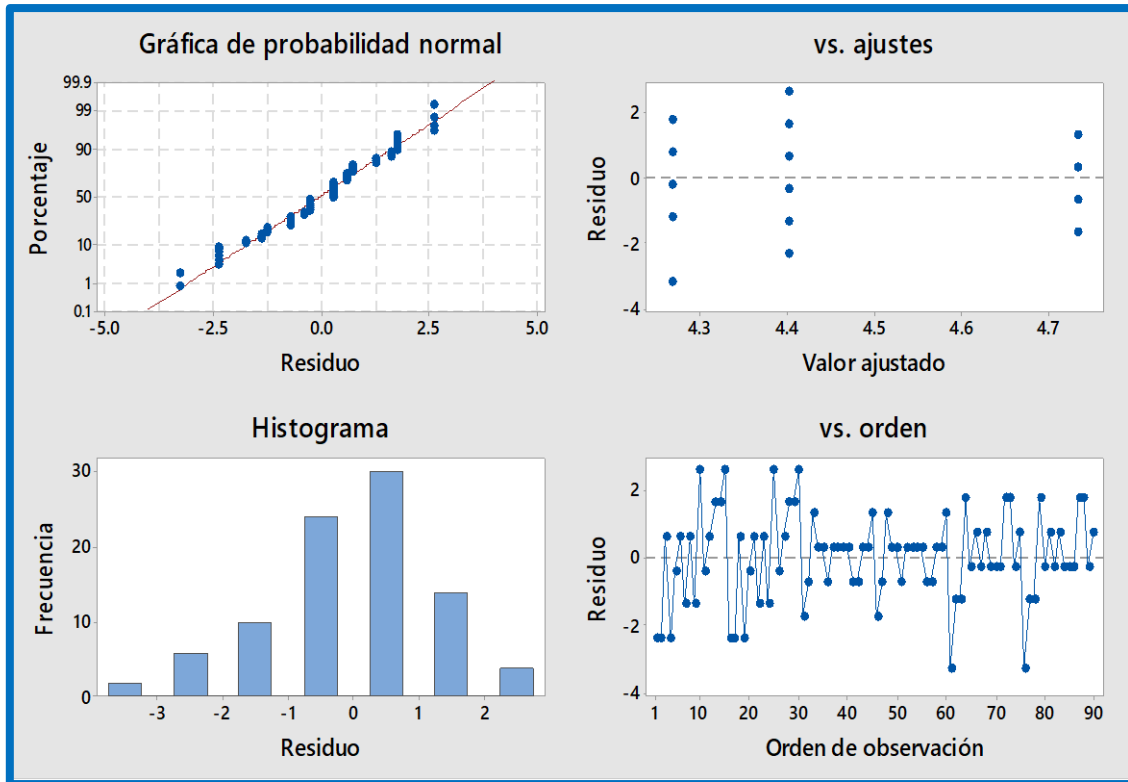 Gráfica de probabilidad normal
99.9
99
90
50
10
1
0.1
Porcentaje
-5.0 -2.5 0.0 2.5 5.0
Residuo
vs. ajustes
2
0
-2
-4
Residuo
4.3 4.4 4.5 4.6 4.7
Valor ajustado
Histograma
30
20
10
0
Frecuencia
-3 -2 -1 0 1 2
Residuo
vs. orden
2
0
-2
-4
Residuo
1 10 20 30 40 50 60 70 80 90
Orden de observación